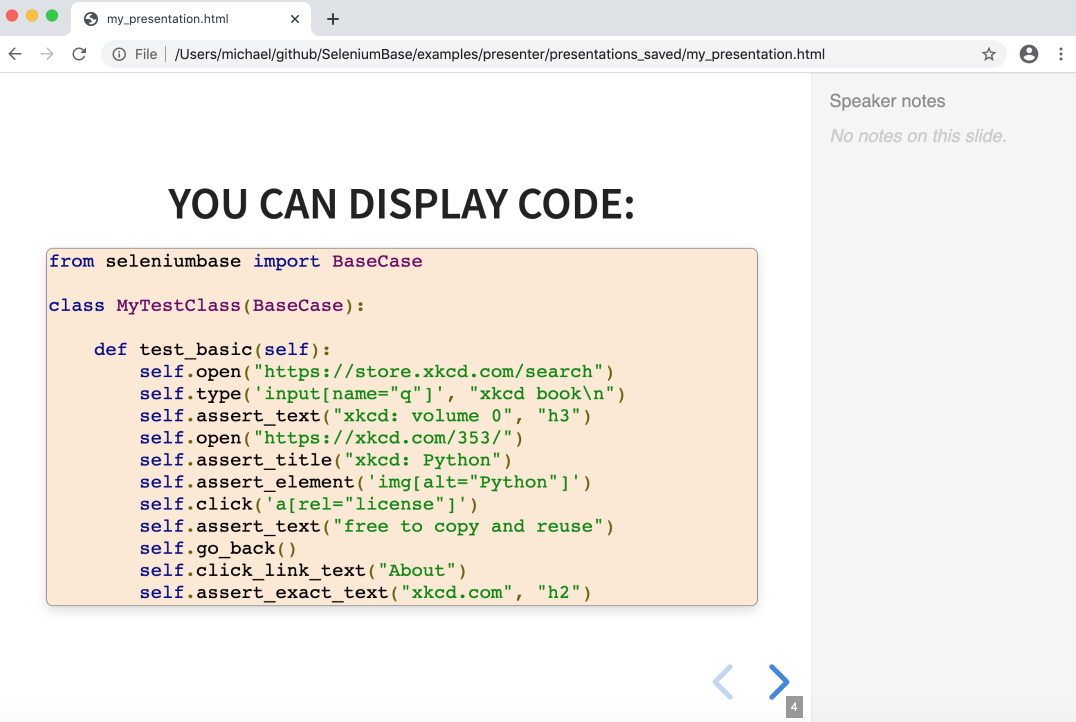 my_presentation.html
File
/Users/michael/github/SeleniumBase/examples/presenter/presentations_saved/my_presentation.html
Speaker notes
No notes on this slide.
YOU CAN DISPLAY CODE:
from seleniumbase import BaseCase
class MyTestClass(BaseCase):
def test_basic(self):
self.open("https://store.xkcd.com/search")
self.type('input[name="q"]', "xkcd book\n")
self.assert_text("xkcd: volume 0", "h3")
self.open("https://xkcd.com/353/")
self.assert_title("xkcd: Python")
self.assert_element('img[alt="Python"]')
self.click('a[rel="license"]')
self.assert_text("free to copy and reuse")
self.go_back()
self.click_link_text("About")
self.assert_exact_text("xkcd.com", "h2")
4